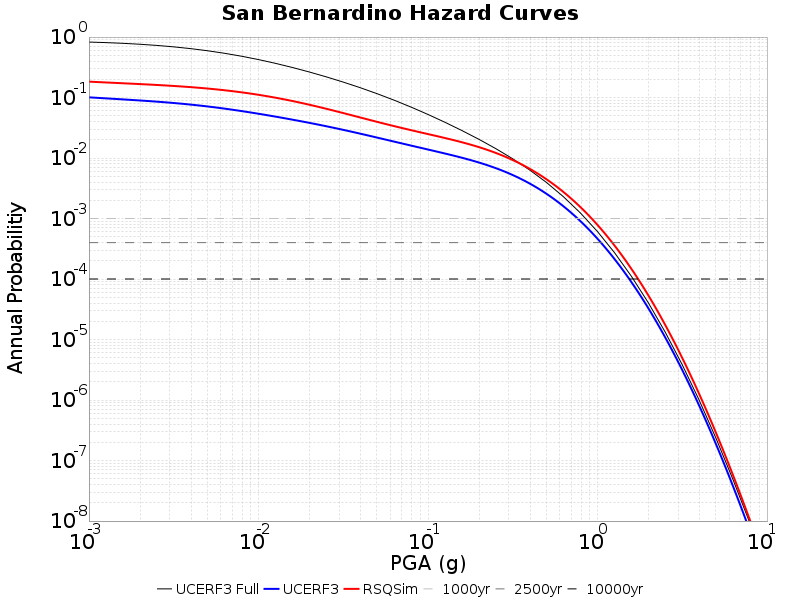 San Bernardino Hazard Curves
Annual Probabilitiy
10^0
10^-1
10^-2
10^-3
10^-4
10^-5
10^-6
10^-7
10^-8
10^-3 10^-2 10^-1 10^0 10^1
PGA (g)
UCERF3 Full UCERF3 RSQSim 1000yr 2500yr 10000yr